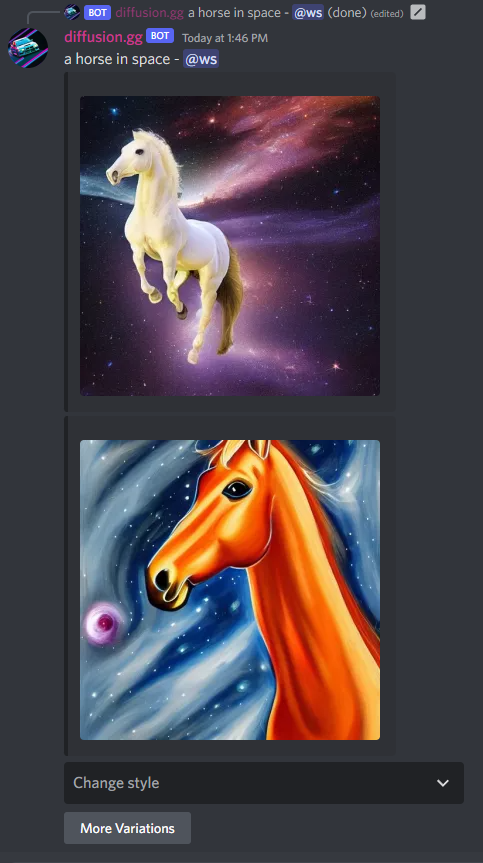 BOT diffusion.gg a horse in space - @ws (done) (edited)
diffusion.gg BOT Today at 1:46 PM
a horse in space - @ws
Change style
More Variations